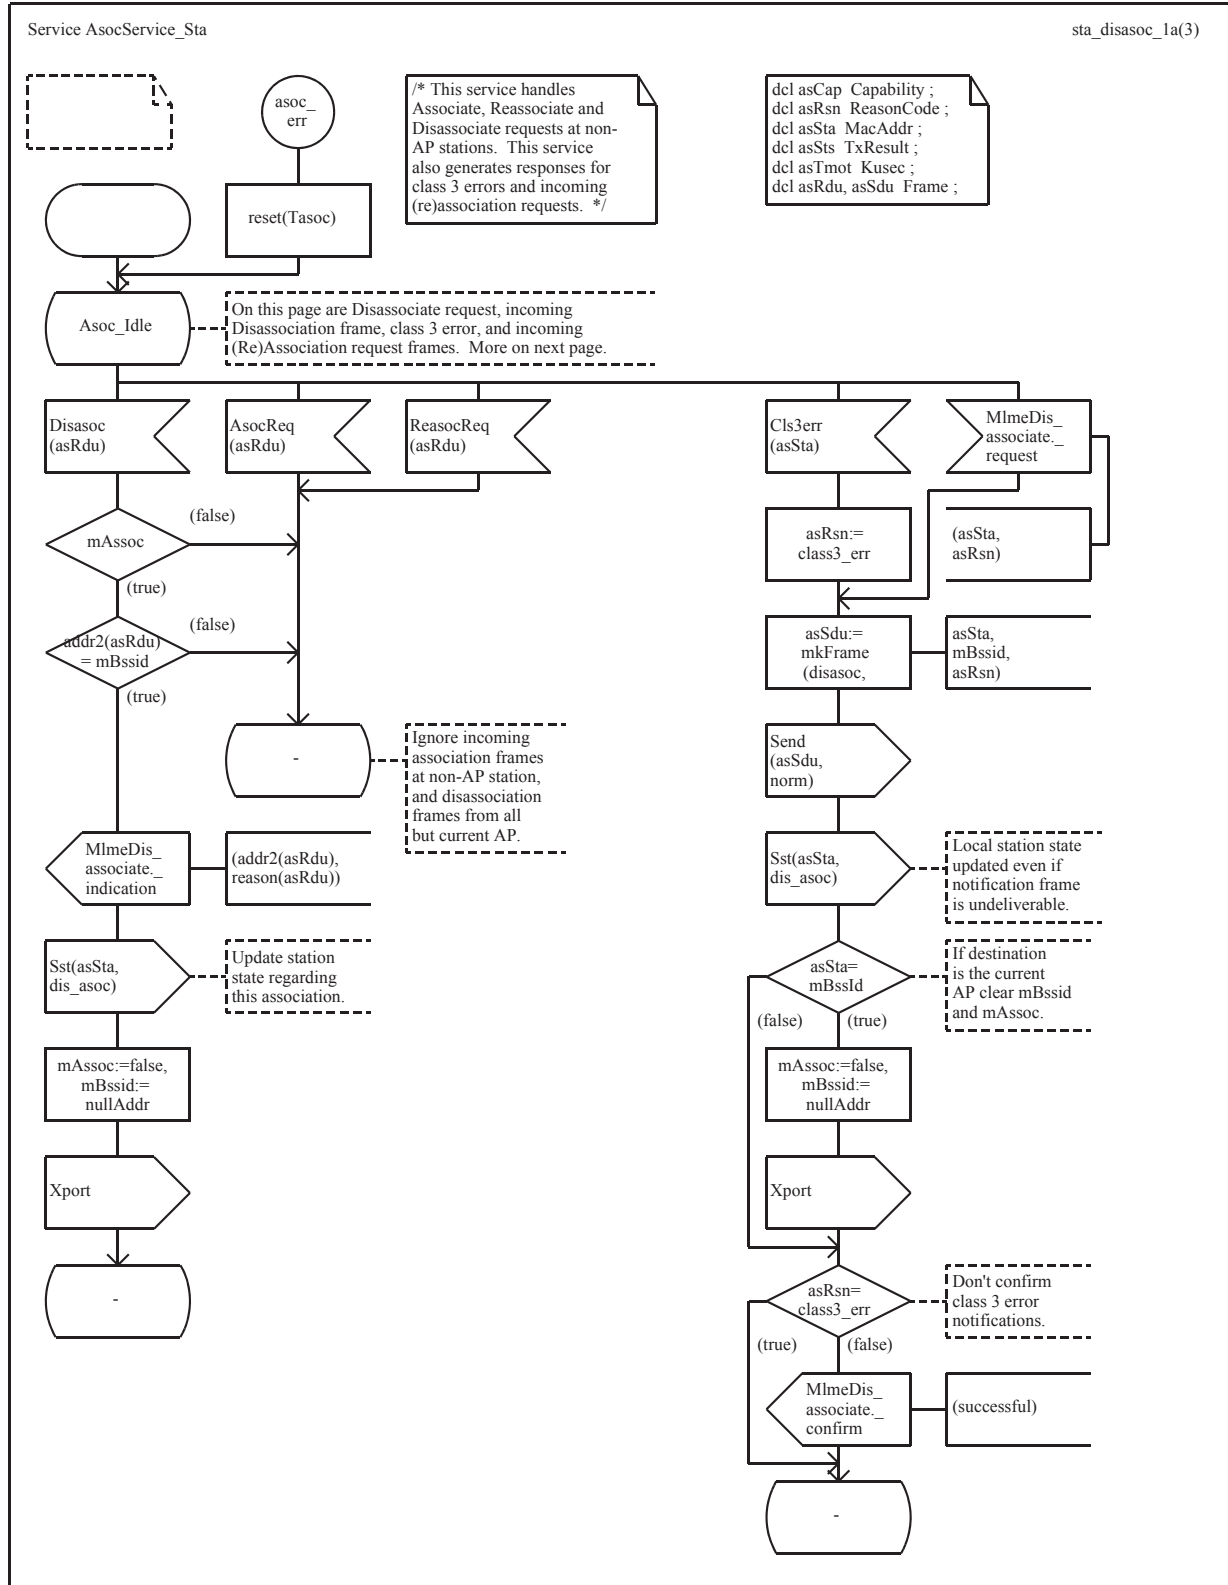 Service AsocService_Sta
sta_disasoc_1a(3)
asoc_
err
/* This service handles
Associate, Reassociate and
Disassociate requests at non-
AP stations. This service
also generates responses for
class 3 errors and incoming
(re)association requests. */
dcl asCap Capability ;
dcl asRsn ReasonCode ;
dcl asSta MacAddr ;
dcl asSts TxResult ;
dcl asTmot Kusec ;
dcl asRdu, asSdu Frame ;
reset(Tasoc)
Asoc_Idle
On this page are Disassociate request, incoming
Disassociation frame, class 3 error, and incoming
(Re)Association request frames. More on next page.
Disasoc
(asRdu)
AsocReq
(asRdu)
ReasocReq
(asRdu)
Cls3err
(asSta)
MlmeDis_
associate._
request
mAssoc
(false)
(true)
asRsn:=
class3_err
(asSta,
asRsn)
addr2(asRdu)
= mBssid
(false)
(true)
asSdu:=
mkFrame
(disasoc,
asSta,
mBssid,
asRsn)
-
Ignore incoming
association frames
at non-AP station,
and disassociation
frames from all
but current AP.
Send
(asSdu,
norm)
MlmeDis_
associate._
indication
(addr2(asRdu),
reason(asRdu))
Sst(asSta,
dis_asoc)
Local station state
updated even if
notification frame
is undeliverable.
Sst(asSta,
dis_asoc)
Update station
state regarding
this association.
asSta=
mBssId
If destination
is the current
AP clear mBssid
and mAssoc.
(false)
(true)
mAssoc:=false,
mBssid:=
nullAddr
mAssoc:=false,
mBssid:=
nullAddr
Xport
Xport
-
asRsn=
class3_err
Don't confirm
class 3 error
notifications.
(true)
(false)
MlmeDis_
associate._
confirm
(successful)
-